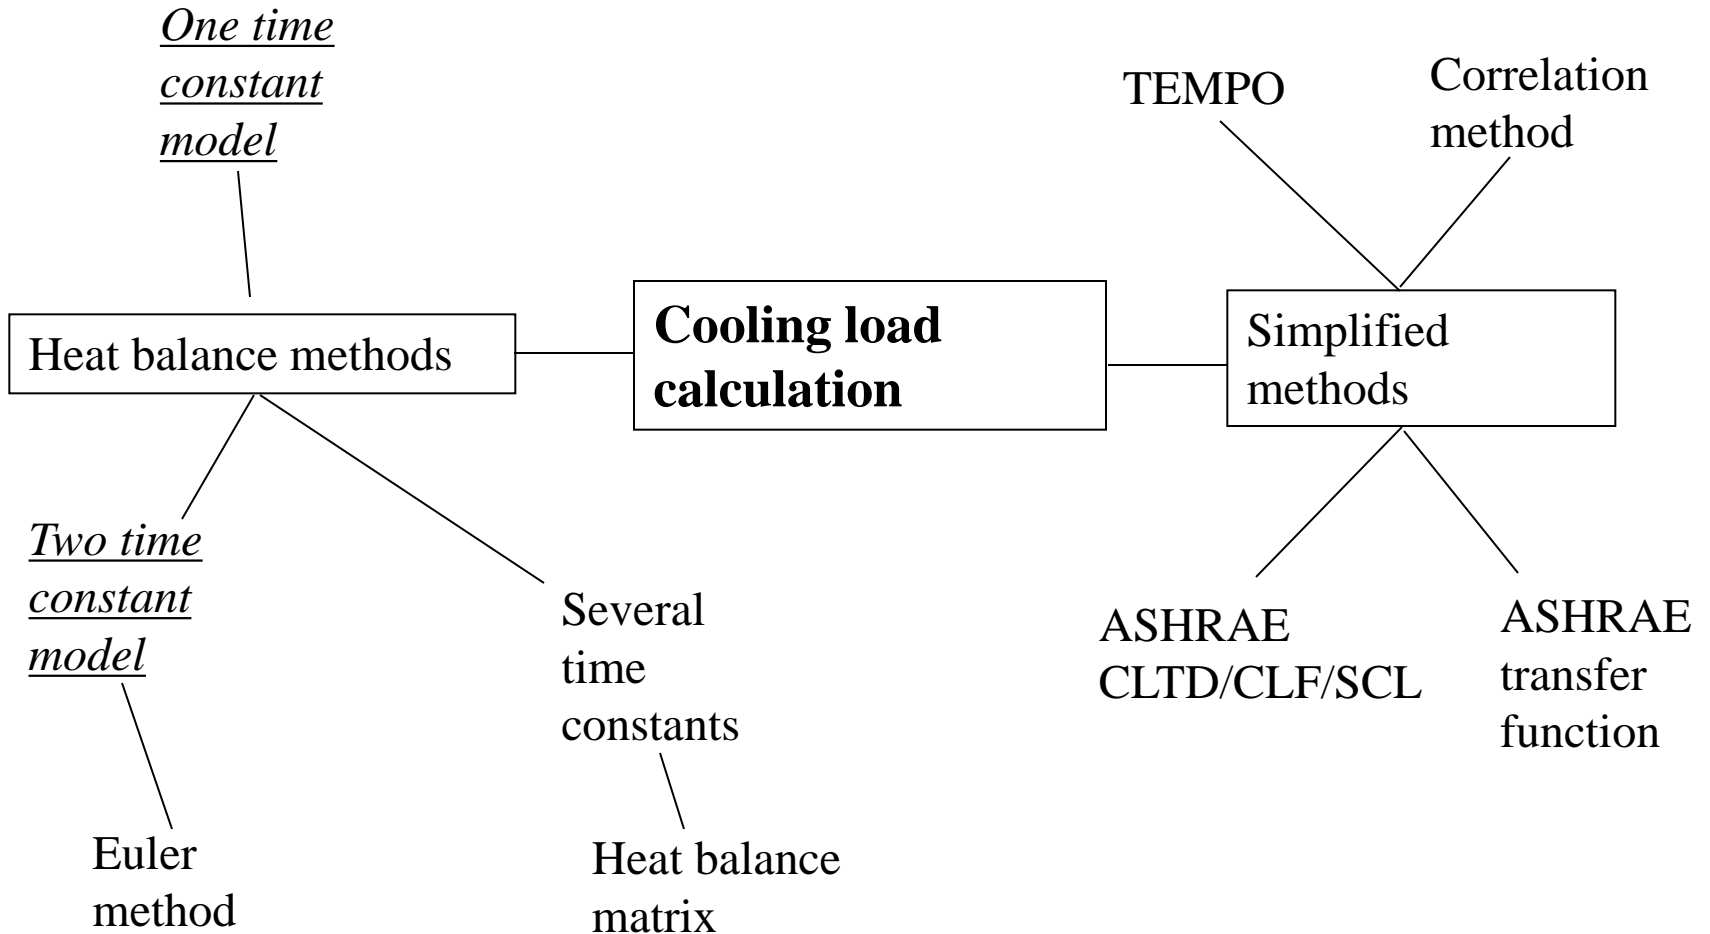 One time
constant
model
TEMPO
Correlation
method
Heat balance methods
Cooling load
calculation
Simplified
methods
Two time
constant
model
Several
time
constants
ASHRAE
CLTD/CLF/SCL
ASHRAE
transfer
function
Euler
method
Heat balance
matrix